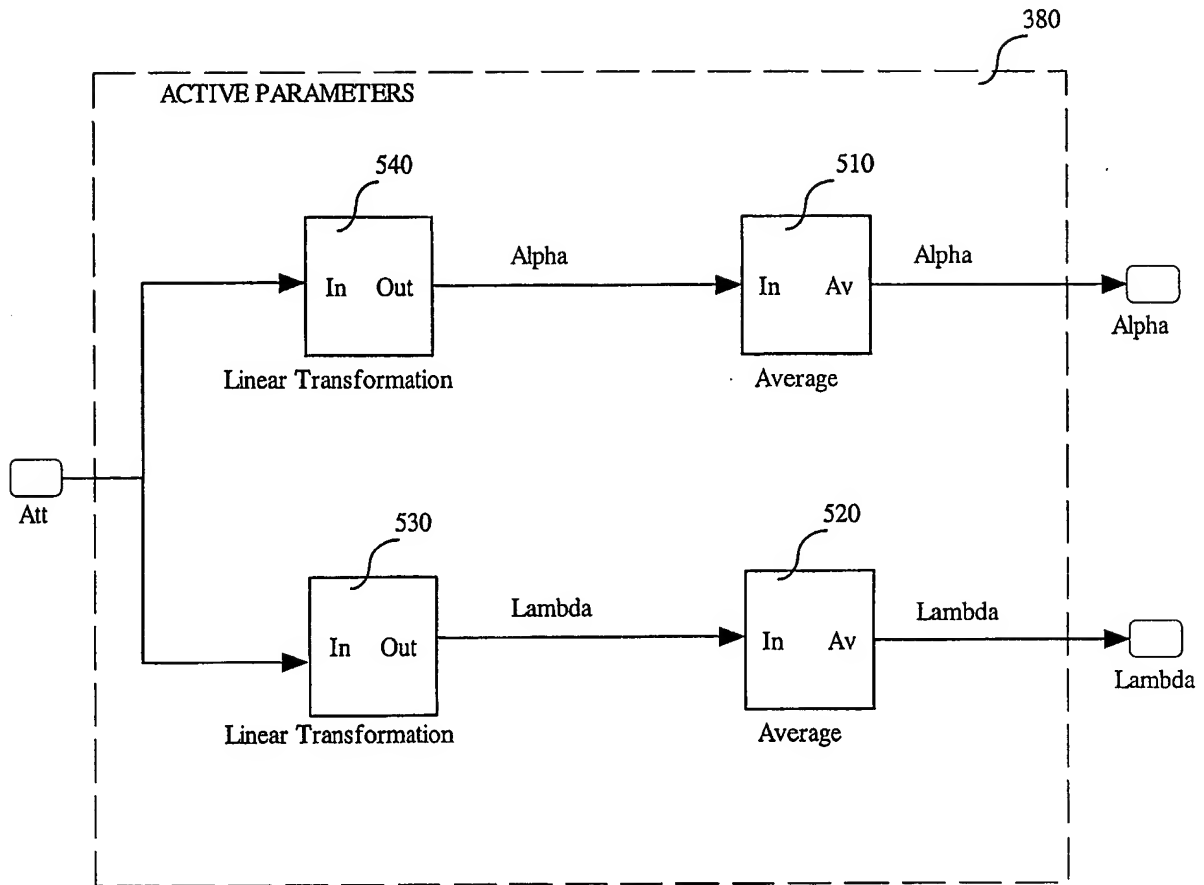 380
ACTIVE PARAMETERS
540
510
Alpha
Alpha
In Out
In Av
Alpha
Linear Transformation
Average
Att
530
520
Lambda
Lambda
In Out
In Av
Lambda
Linear Transformation
Average